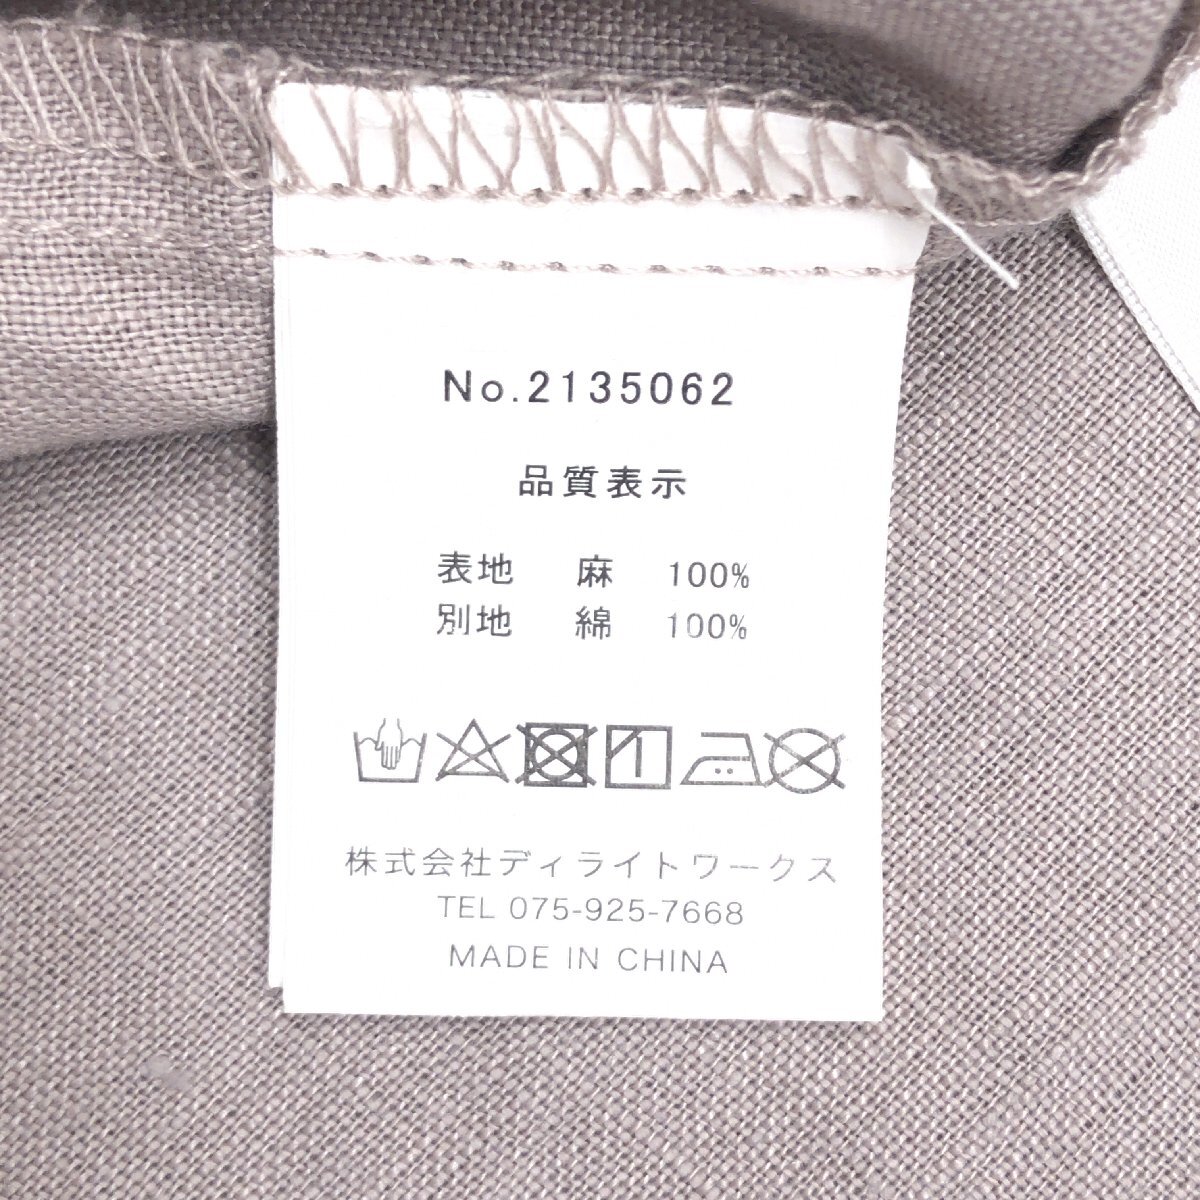 No.2135062
品質表示
表地 麻 100%
別地 綿 100%
株式会社ディライトワークス
TEL 075-925-7668
MADE IN CHINA